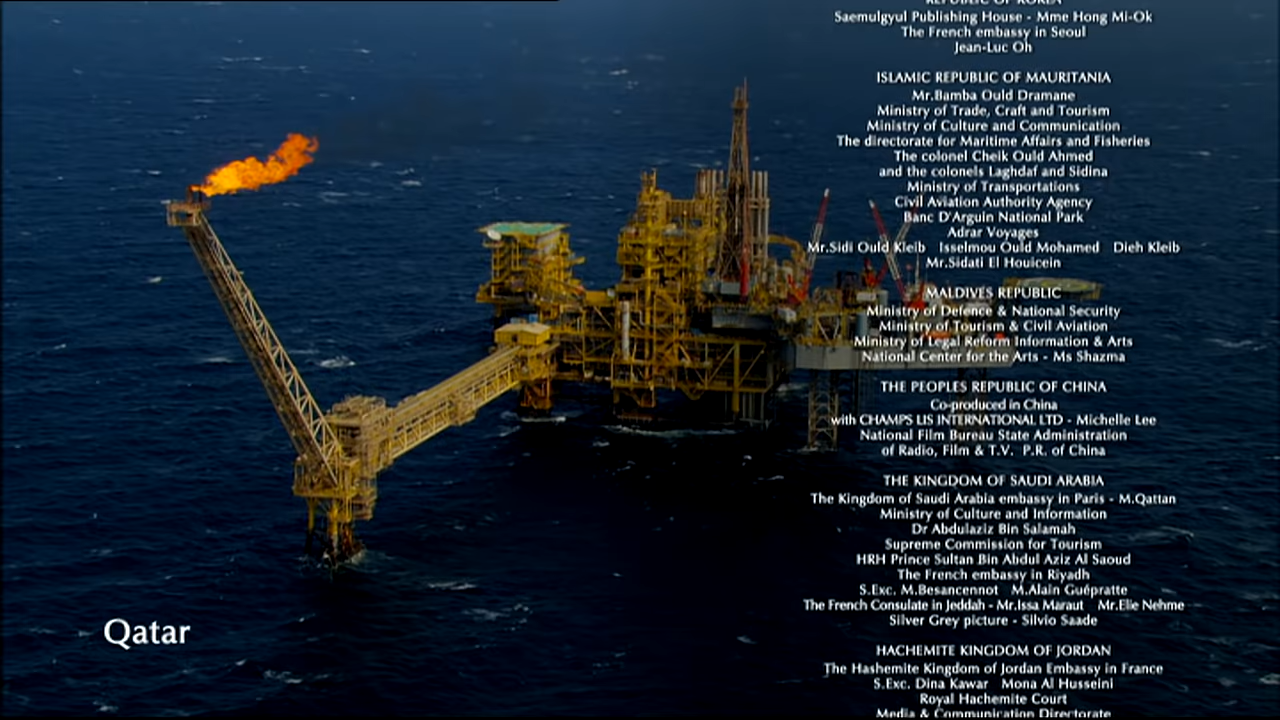 REPUBLIC OF KOREA
Saemulgyul Publishing House - Mme Hong Mi-Ok
The French embassy in Seoul
Jean-Luc Oh
ISLAMIC REPUBLIC OF MAURITANIA
Mr.Bamba Ould Dramane
Ministry of Trade, Craft and Tourism
Ministry of Culture and Communication
The directorate for Maritime Affairs and Fisheries
The colonel Cheik Ould Ahmed
and the colonels Laghdaf and Sidina
Ministry of Transportations
Civil Aviation Authority Agency
Banc D'Arguin National Park
Adrar Voyages
Mr.Sidi Ould Kleib Isselmou Ould Mohamed Dieh Kleib
Mr.Sidati El Houicein
MALDIVES REPUBLIC
Ministry of Defence & National Security
Ministry of Tourism & Civil Aviation
Ministry of Legal Reform Information & Arts
National Center for the Arts - Ms Shazma
THE PEOPLES REPUBLIC OF CHINA
Co-produced in China
with CHAMPS LIS INTERNATIONAL LTD - Michelle Lee
National Film Bureau State Administration
of Radio, Film & T.V. P.R. of China
THE KINGDOM OF SAUDI ARABIA
The Kingdom of Saudi Arabia embassy in Paris - M.Qattan
Ministry of Culture and Information
Dr Abdulaziz Bin Salamah
Supreme Commission for Tourism
HRH Prince Sultan Bin Abdul Aziz Al Saoud
The French embassy in Riyadh
S.Exc. M.Besancennot M.Alain Guépratte
The French Consulate in Jeddah - Mr.Issa Maraut Mr.Elie Nehme
Silver Grey picture - Silvio Saade
HACHEMITE KINGDOM OF JORDAN
The Hashemite Kingdom of Jordan Embassy in France
S.Exc. Dina Kawar Mona Al Husseini
Royal Hachemite Court
Media & Communication Directorate
Qatar